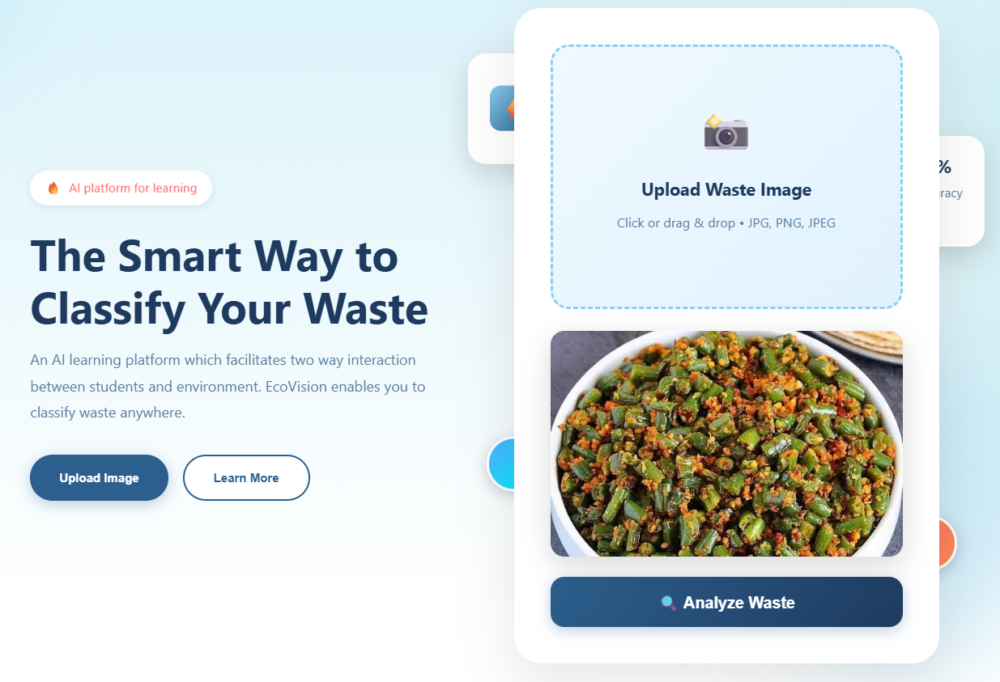 AI platform for learning
The Smart Way to
Classify Your Waste
An AI learning platform which facilitates two way interaction
between students and environment. EcoVision enables you to
classify waste anywhere.
Upload Image
Learn More
Upload Waste Image
Click or drag & drop • JPG, PNG, JPEG
Analyze Waste
%